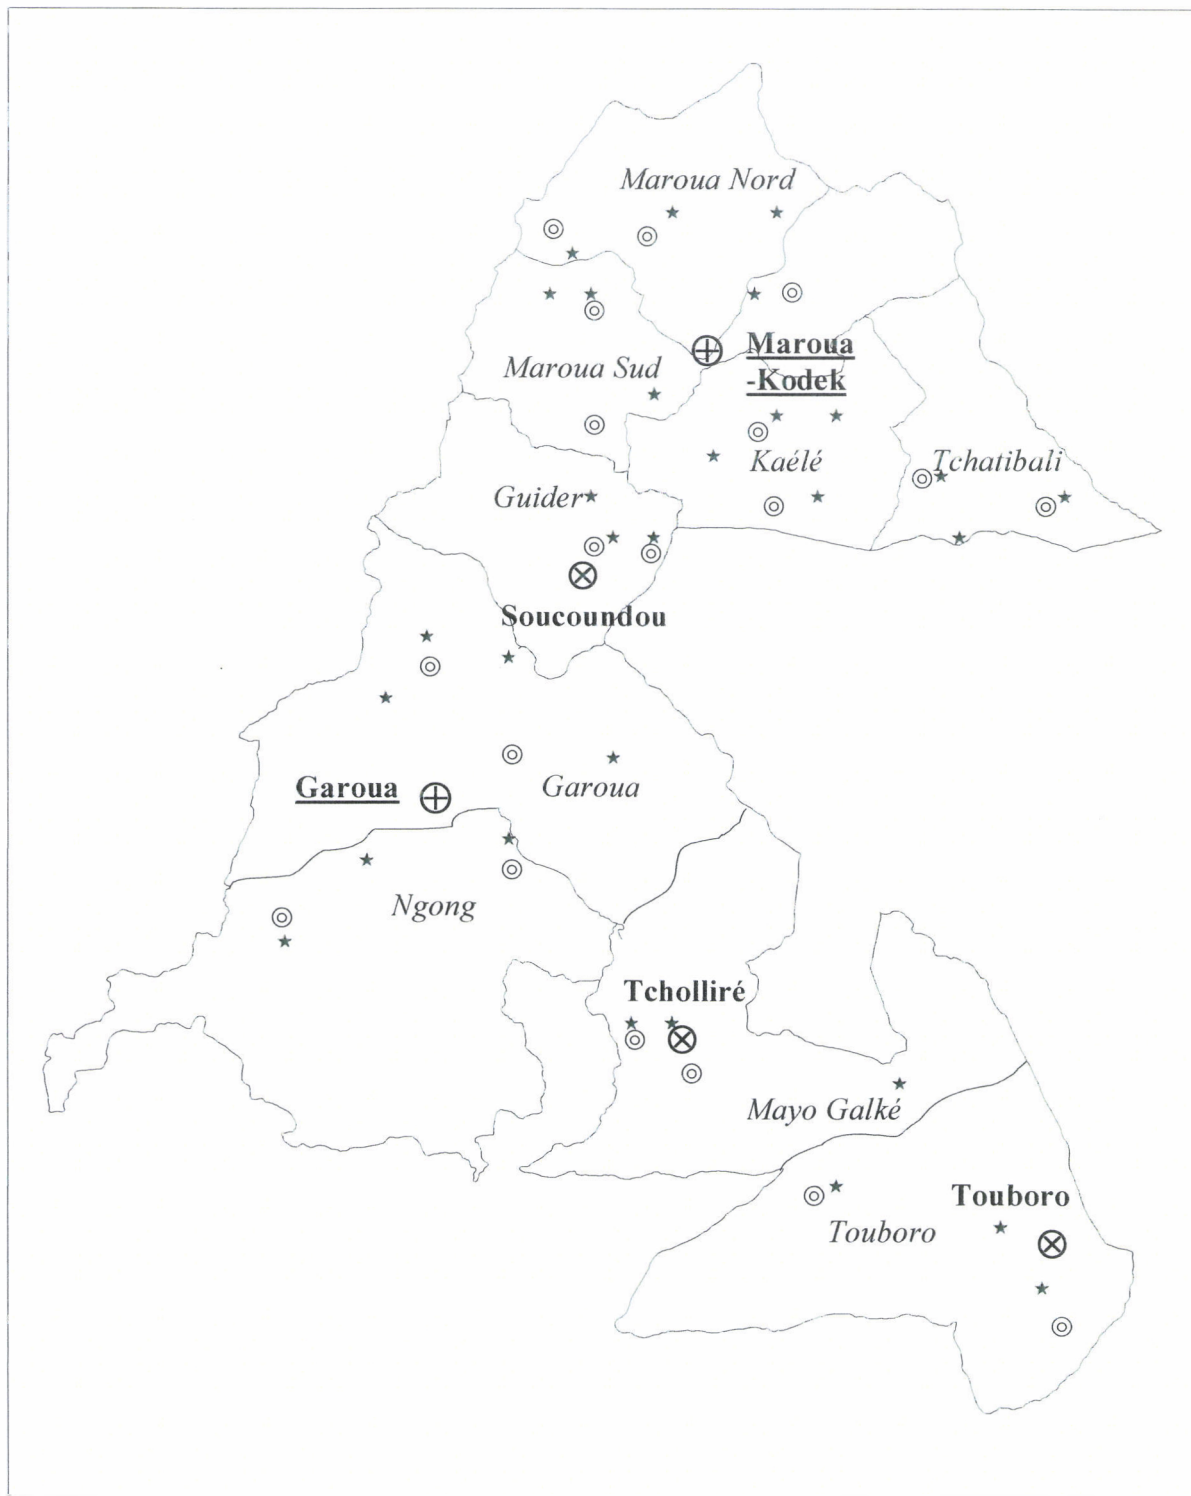 Maroua Nord
Maroua
-Kodek
Maroua Sud
Kaélé
Tchatibali
Guider
Soucoundou
Garoua
Garoua
Ngong
Tcholliré
Mayo Galké
Touboro
Touboro